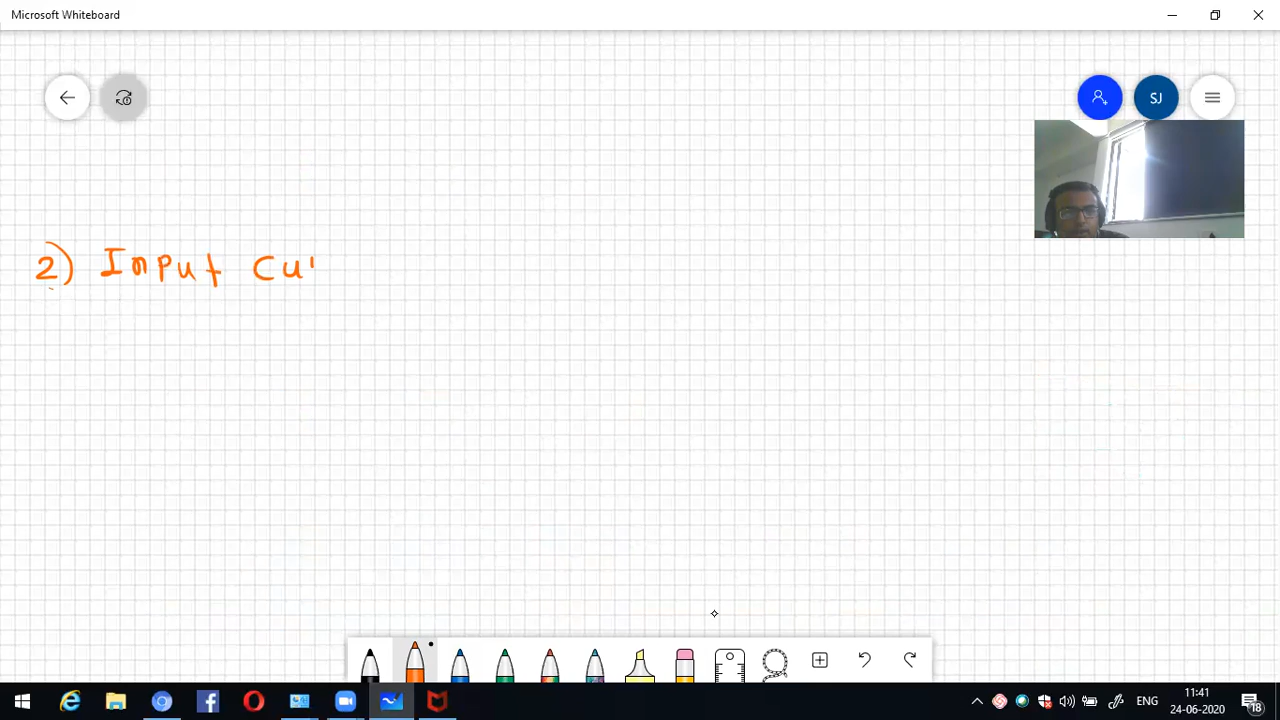 Microsoft Whiteboard
SJ
2) Input Cu
ENG
11:41
24-06-2020
18